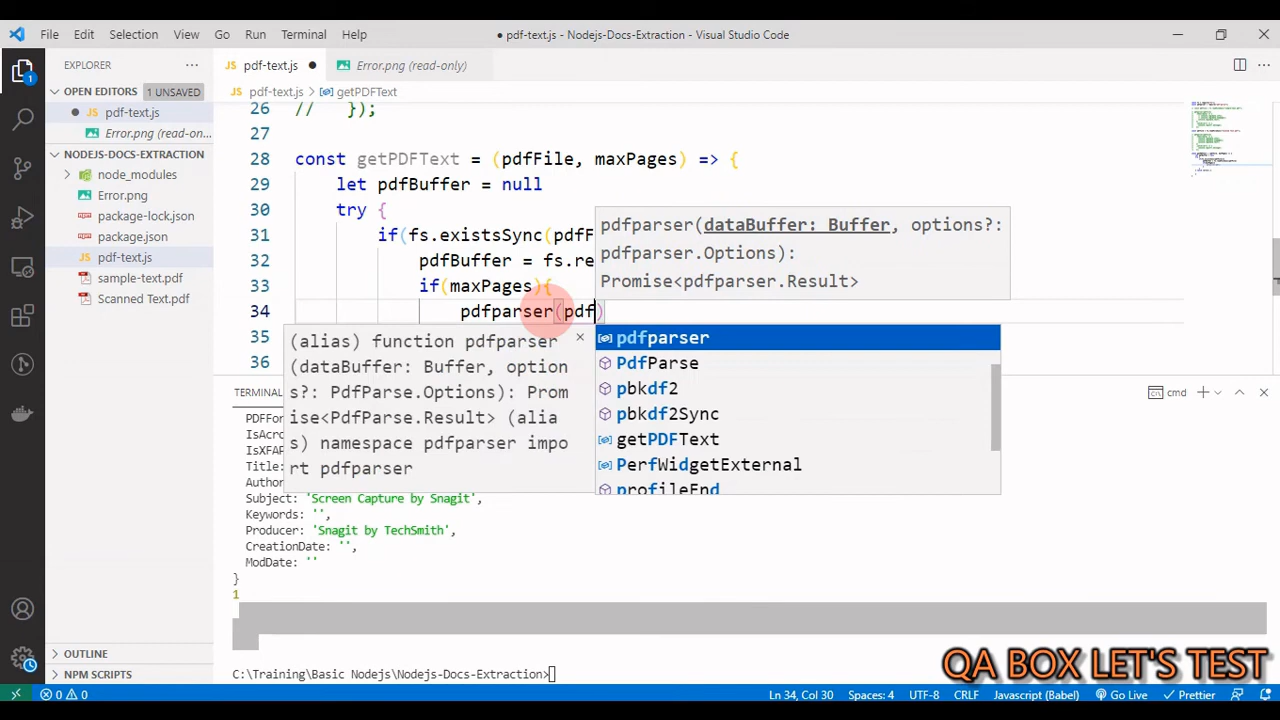 File Edit Selection View Go Run Terminal Help
● pdf-text.js - Nodejs-Docs-Extraction - Visual Studio Code
EXPLORER
OPEN EDITORS 1 UNSAVED
● JS pdf-text.js
Error.png (read-on...
NODEJS-DOCS-EXTRACTION
node_modules
Error.png
package-lock.json
package.json
JS pdf-text.js
sample-text.pdf
Scanned Text.pdf
OUTLINE
NPM SCRIPTS
1
JS pdf-text.js ● Error.png (read-only)
JS pdf-text.js > getPDFText
26 // });
27
28 const getPDFText = (pdfFile, maxPages) => {
29 let pdfBuffer = null
30 try {
31 if(fs.existsSync(pdfF
32 pdfBuffer = fs.re
33 if(maxPages){
34 pdfparser(pdf)
35
36
pdfparser(dataBuffer: Buffer, options?:
pdfparser.Options):
Promise<pdfparser.Result>
(alias) function pdfparser
(dataBuffer: Buffer, option
s?: PdfParse.Options): Prom
ise<PdfParse.Result> (alia
s) namespace pdfparser impo
rt pdfparser
pdfparser
PdfParse
pbkdf2
pbkdf2Sync
getPDFText
PerfWidgetExternal
profileEnd
TERMINAL
cmd
PDFFor
IsAcro
IsXFAP
Title:
Author
Subject: 'Screen Capture by Snagit',
Keywords: '',
Producer: 'Snagit by TechSmith',
CreationDate: '',
ModDate: ''
}
1
C:\Training\Basic Nodejs\Nodejs-Docs-Extraction>
QA BOX LET'S TEST
0 0 Ln 34, Col 30 Spaces: 4 UTF-8 CRLF Javascript (Babel) Go Live Prettier